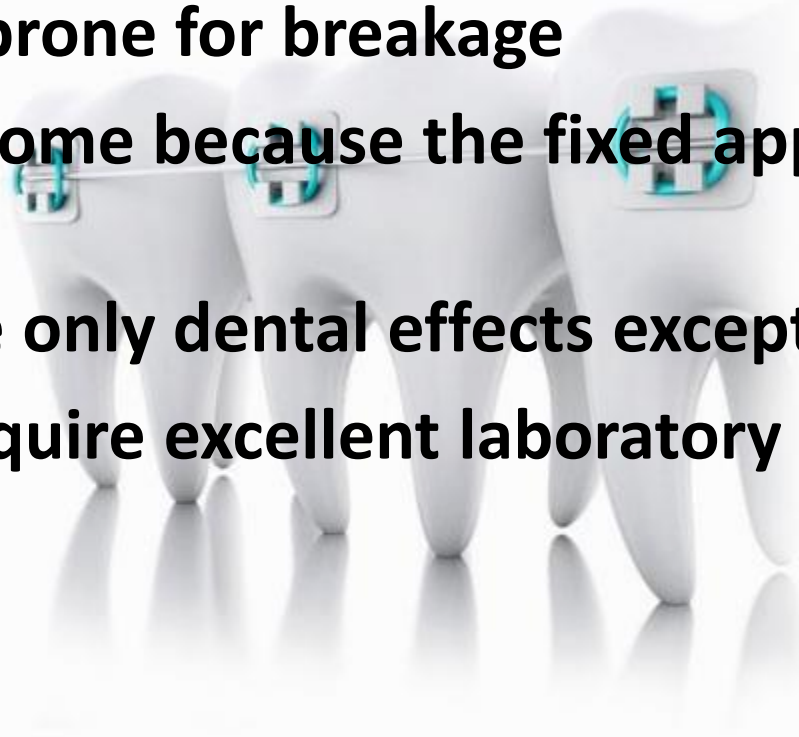 prone for breakage
ome because the fixed app
e only dental effects except
quire excellent laboratory